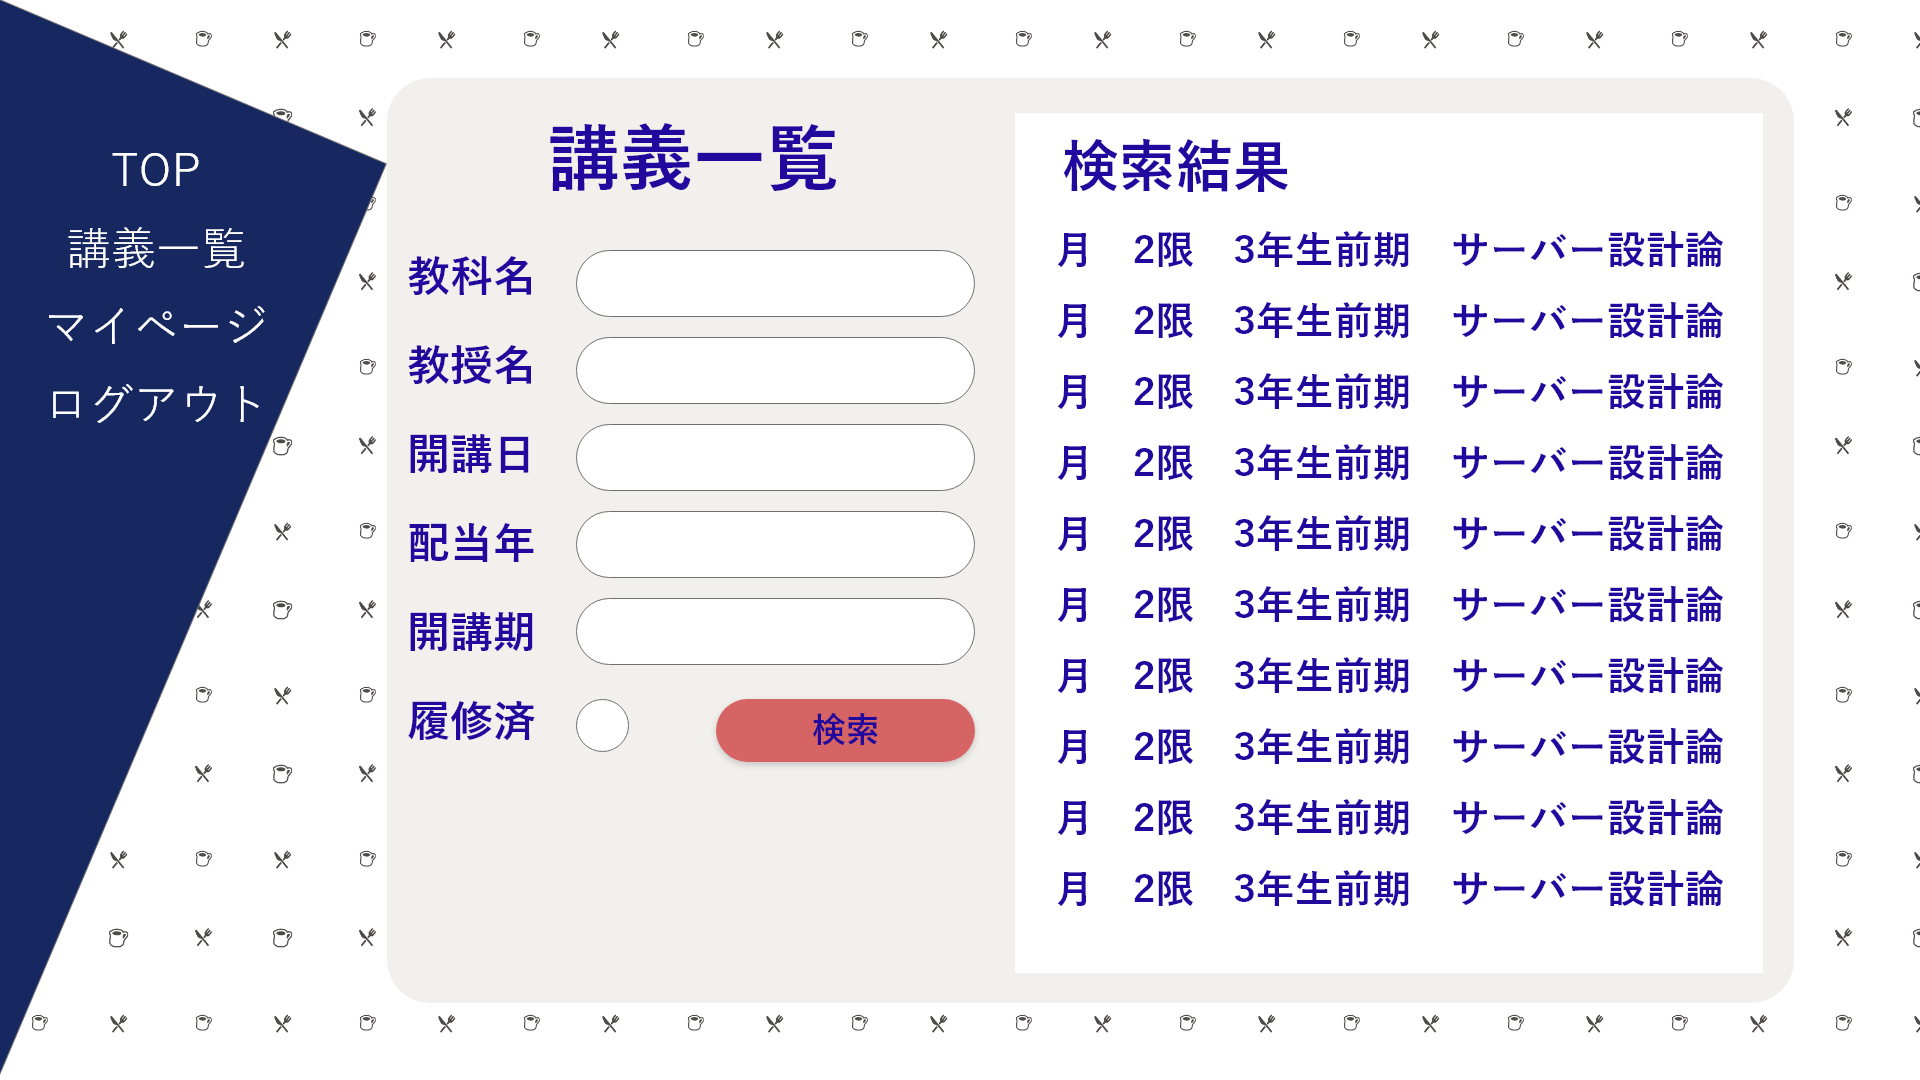 TOP
講義一覧
マイページ
ログアウト
講義一覧
教科名
教授名
開講日
配当年
開講期
履修済
検索
検索結果
月 2限 3年生前期 サーバー設計論
月 2限 3年生前期 サーバー設計論
月 2限 3年生前期 サーバー設計論
月 2限 3年生前期 サーバー設計論
月 2限 3年生前期 サーバー設計論
月 2限 3年生前期 サーバー設計論
月 2限 3年生前期 サーバー設計論
月 2限 3年生前期 サーバー設計論
月 2限 3年生前期 サーバー設計論
月 2限 3年生前期 サーバー設計論